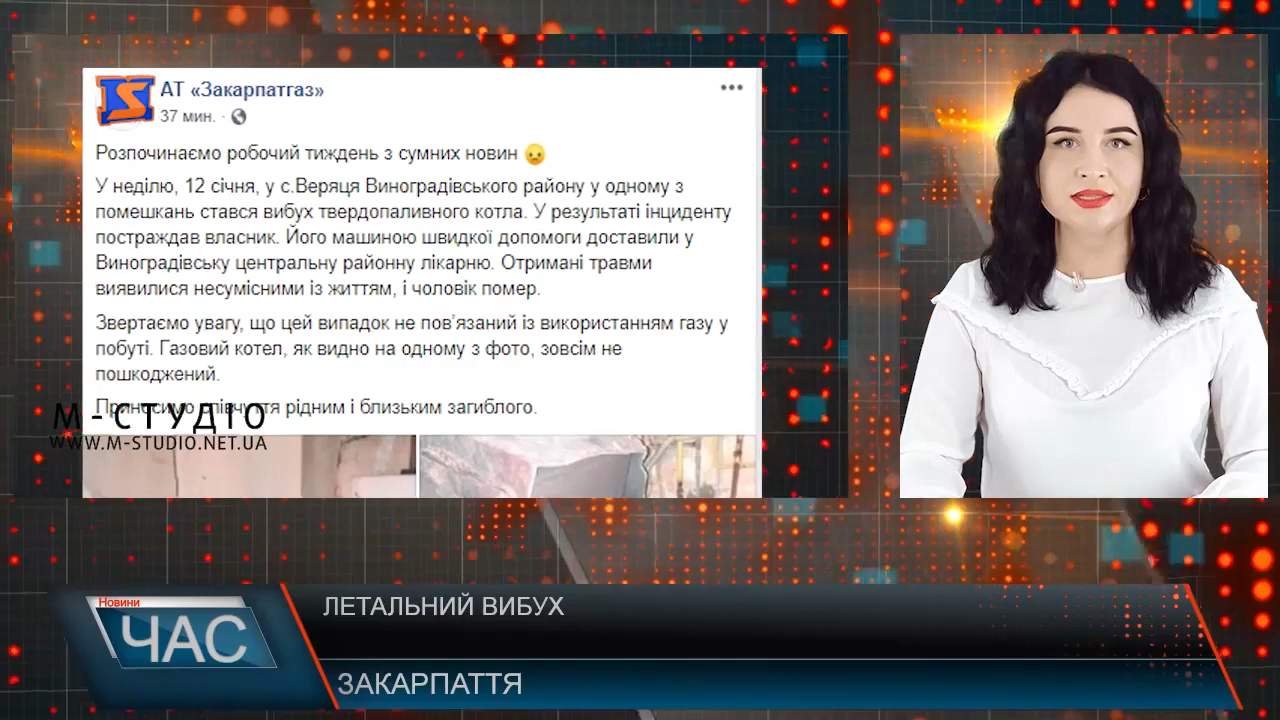 АТ «Закарпатгаз»
37 мин.
Розпочинаємо робочий тиждень з сумних новин
У неділю, 12 січня, у с.Веряця Виноградівського району у одному з
помешкань стався вибух твердопаливного котла. У результаті інциденту
постраждав власник. Його машиною швидкої допомоги доставили у
Виноградівську центральну районну лікарню. Отримані травми
виявилися несумісними із життям, і чоловік помер.
Звертаємо увагу, що цей випадок не пов’язаний із використанням газу у
побуті. Газовий котел, як видно на одному з фото, зовсім не
пошкоджений.
Приносимо співчуття рідним і близьким загиблого.
М-СТУДІО
WWW.M-STUDIO.NET.UA
Новини
ЧАС
ЛЕТАЛЬНИЙ ВИБУХ
ЗАКАРПАТТЯ